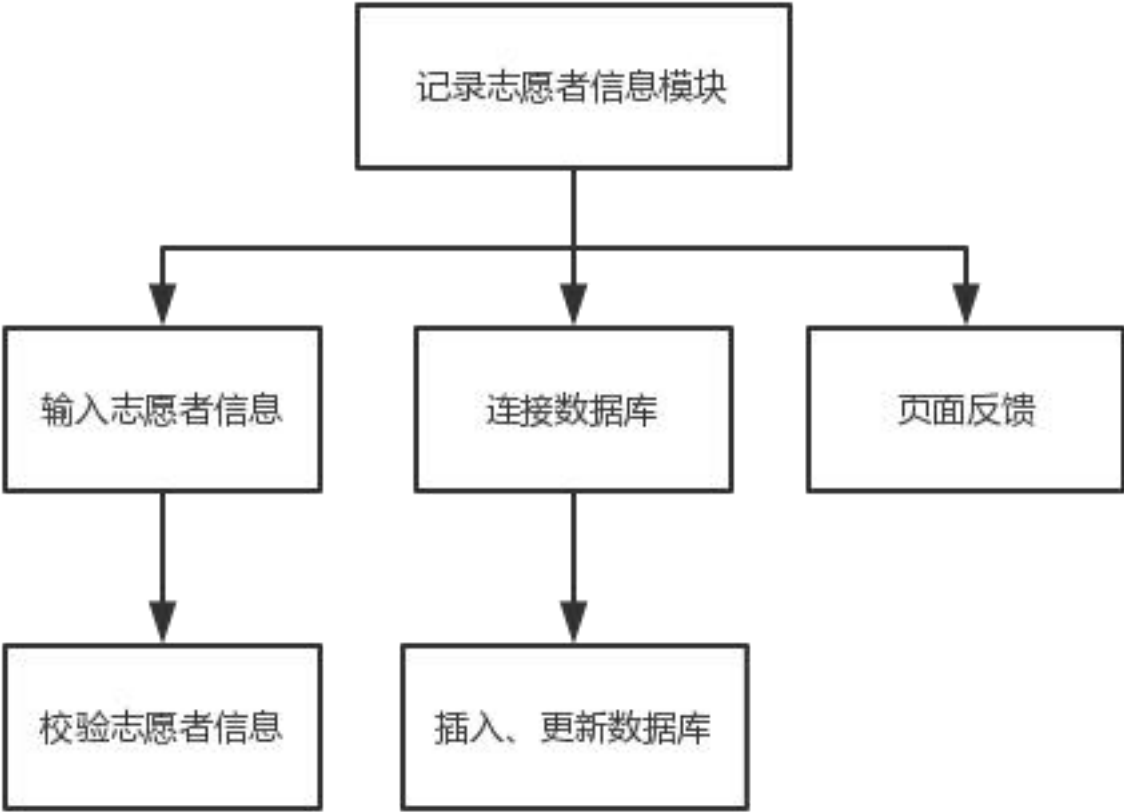 记录志愿者信息模块
输入志愿者信息
连接数据库
页面反馈
校验志愿者信息
插入、更新数据库